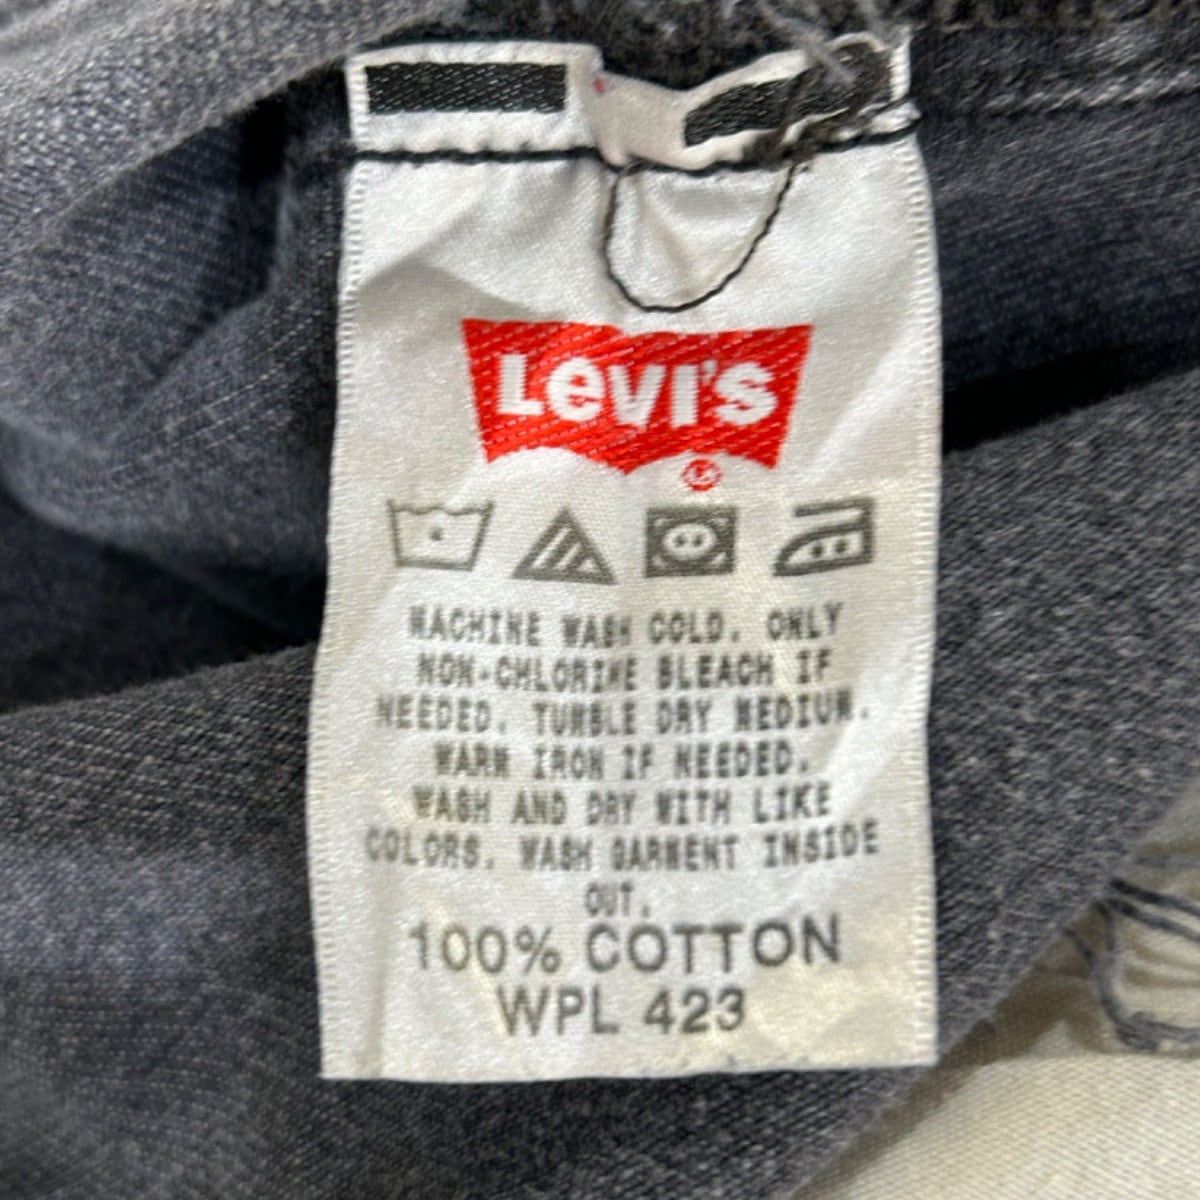 Levi's
MACHINE WASH COLD. ONLY
NON-CHLORINE BLEACH IF
NEEDED. TUMBLE DRY MEDIUM.
WARM IRON IF NEEDED.
WASH AND DRY WITH LIKE
COLORS. WASH GARMENT INSIDE
OUT.
100% COTTON
WPL 423